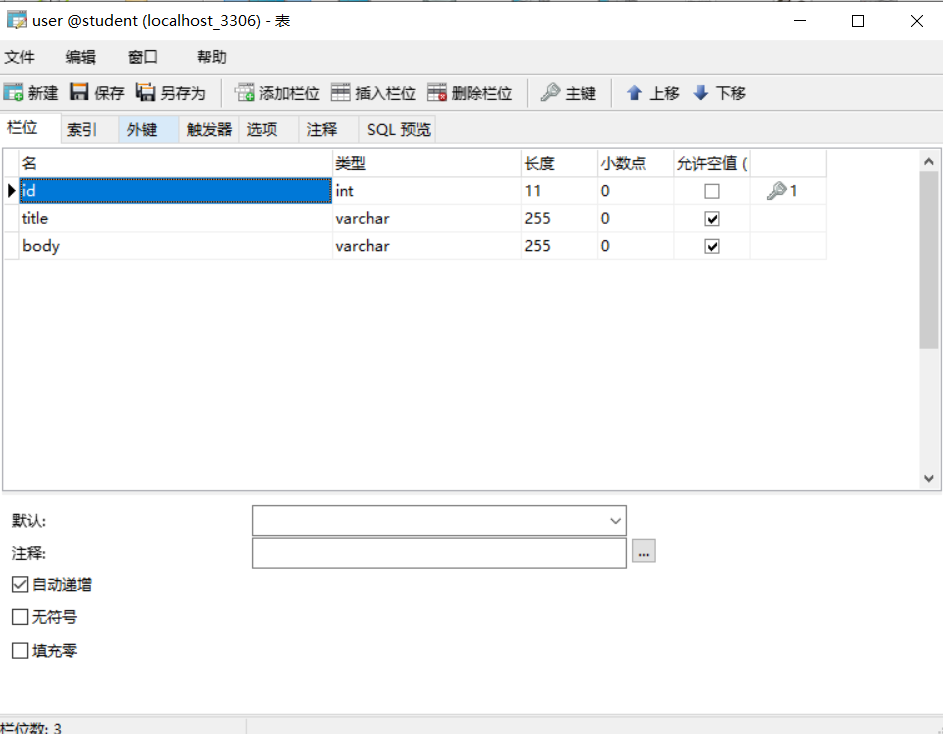 user @student (localhost_3306) - 表
文件 编辑 窗口 帮助
新建 保存 另存为 添加栏位 插入栏位 删除栏位 主键 上移 下移
栏位 索引 外键 触发器 选项 注释 SQL 预览
名 类型 长度 小数点 允许空值 (
id int 11 0 1
title varchar 255 0
body varchar 255 0
默认:
注释: ...
自动递增
无符号
填充零
栏位数: 3